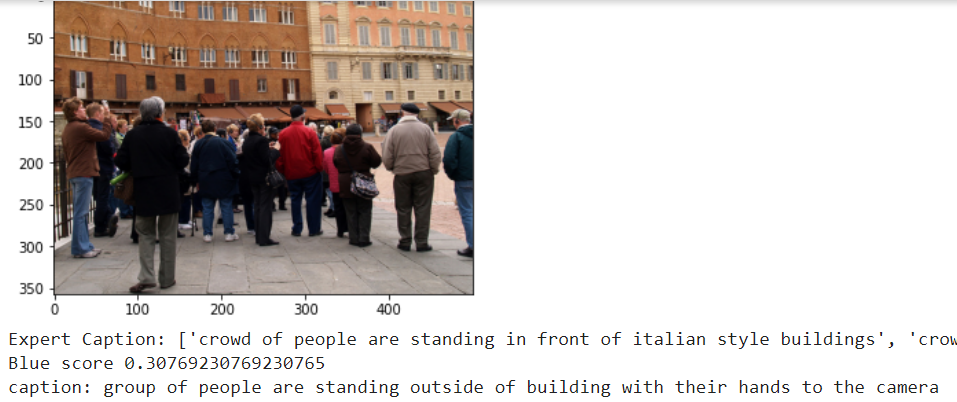 50
100
150
200
250
300
350
0 100 200 300 400
Expert Caption: ['crowd of people are standing in front of italian style buildings', 'crow
Blue score 0.30769230769230765
caption: group of people are standing outside of building with their hands to the camera